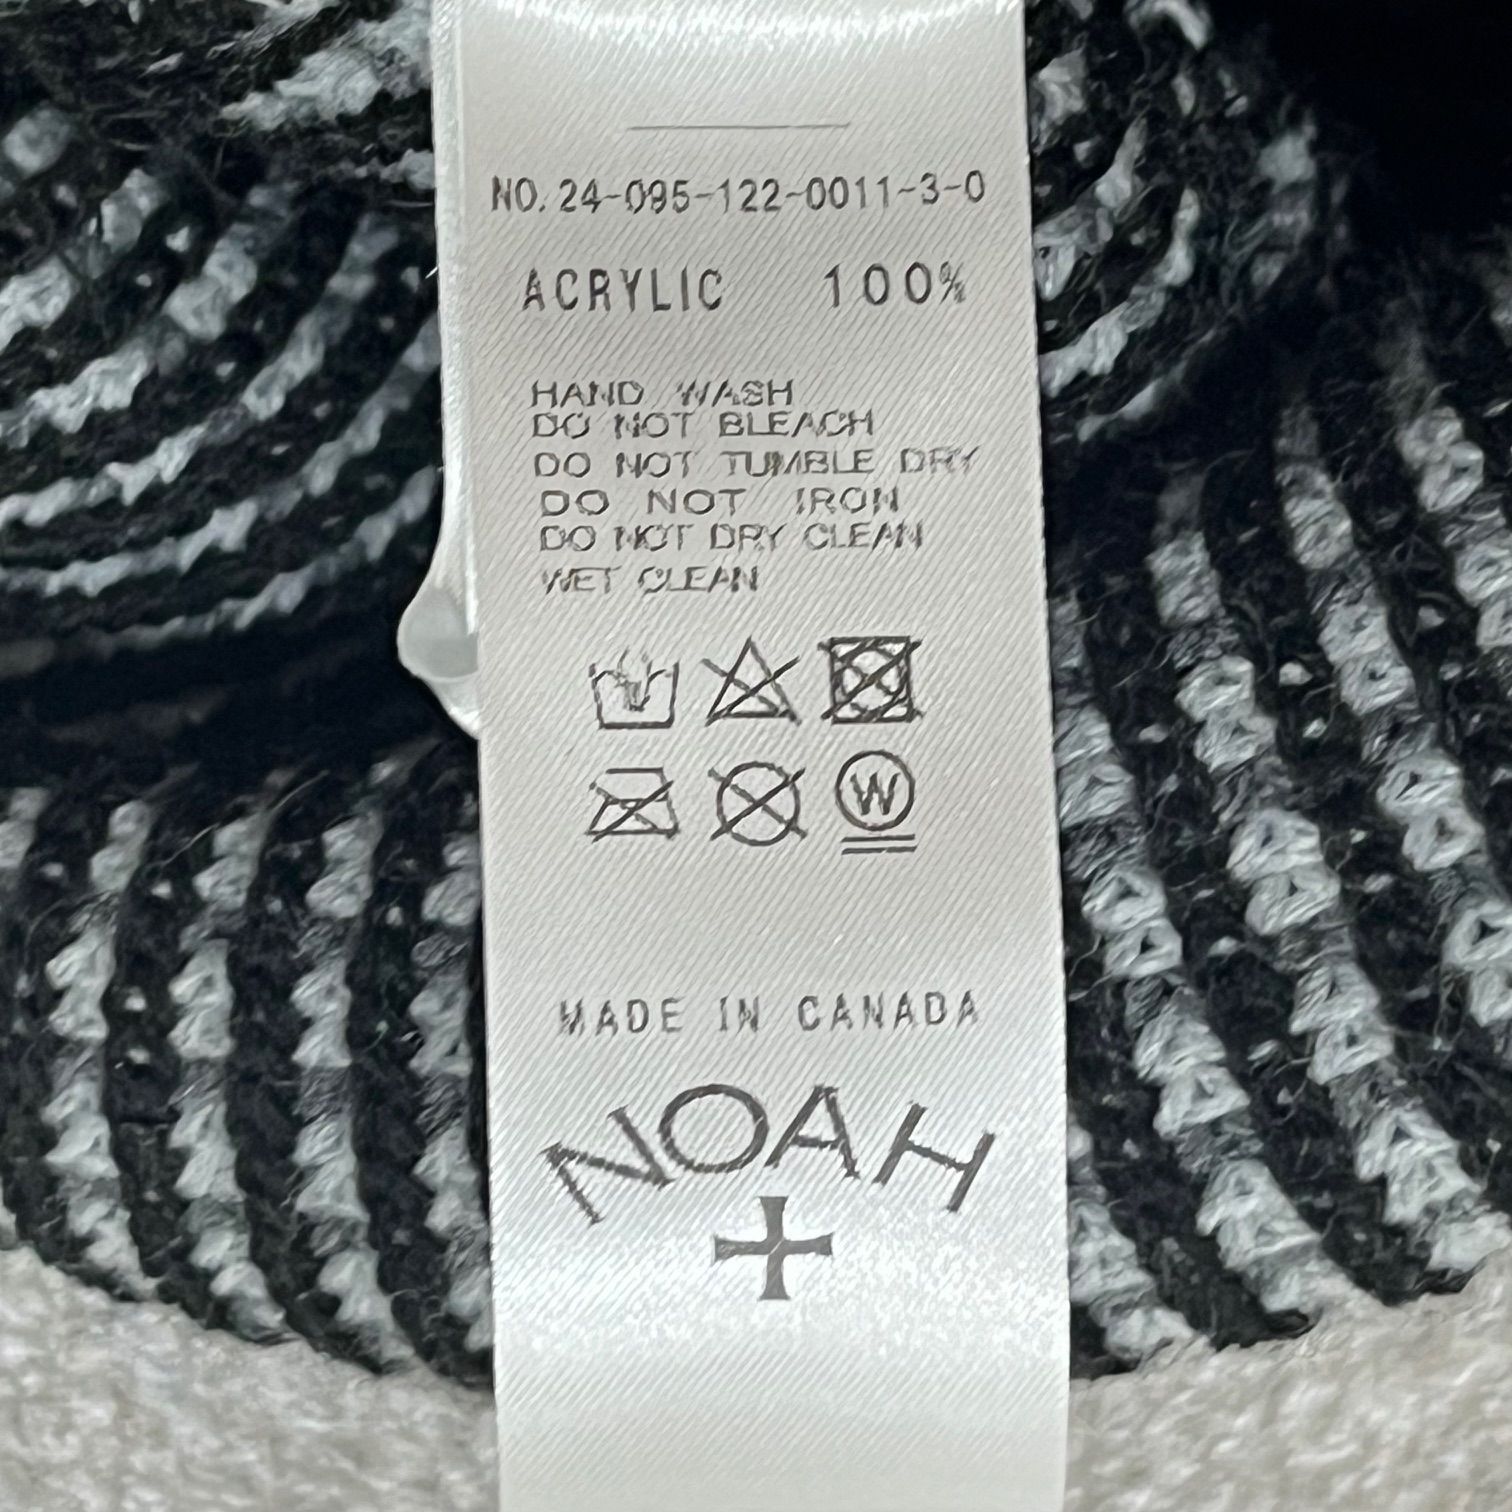 NO. 24-095-122-0011-3-0
ACRYLIC 100%
HAND WASH
DO NOT BLEACH
DO NOT TUMBLE DRY
DO NOT IRON
DO NOT DRY CLEAN
WET CLEAN
W
MADE IN CANADA
NOAH